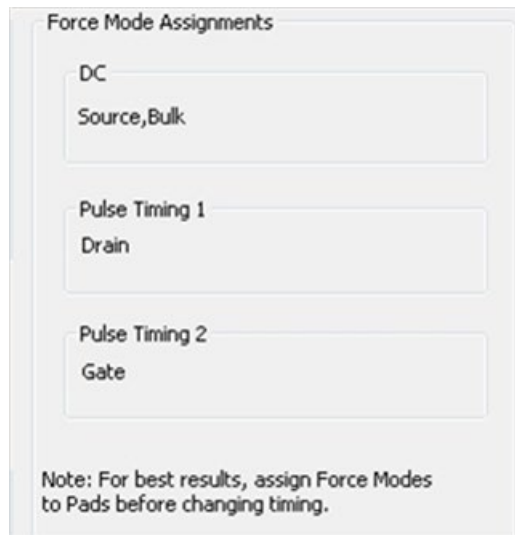 Force Mode Assignments
DC
Source,Bulk
Pulse Timing 1
Drain
Pulse Timing 2
Gate
Note: For best results, assign Force Modes
to Pads before changing timing.